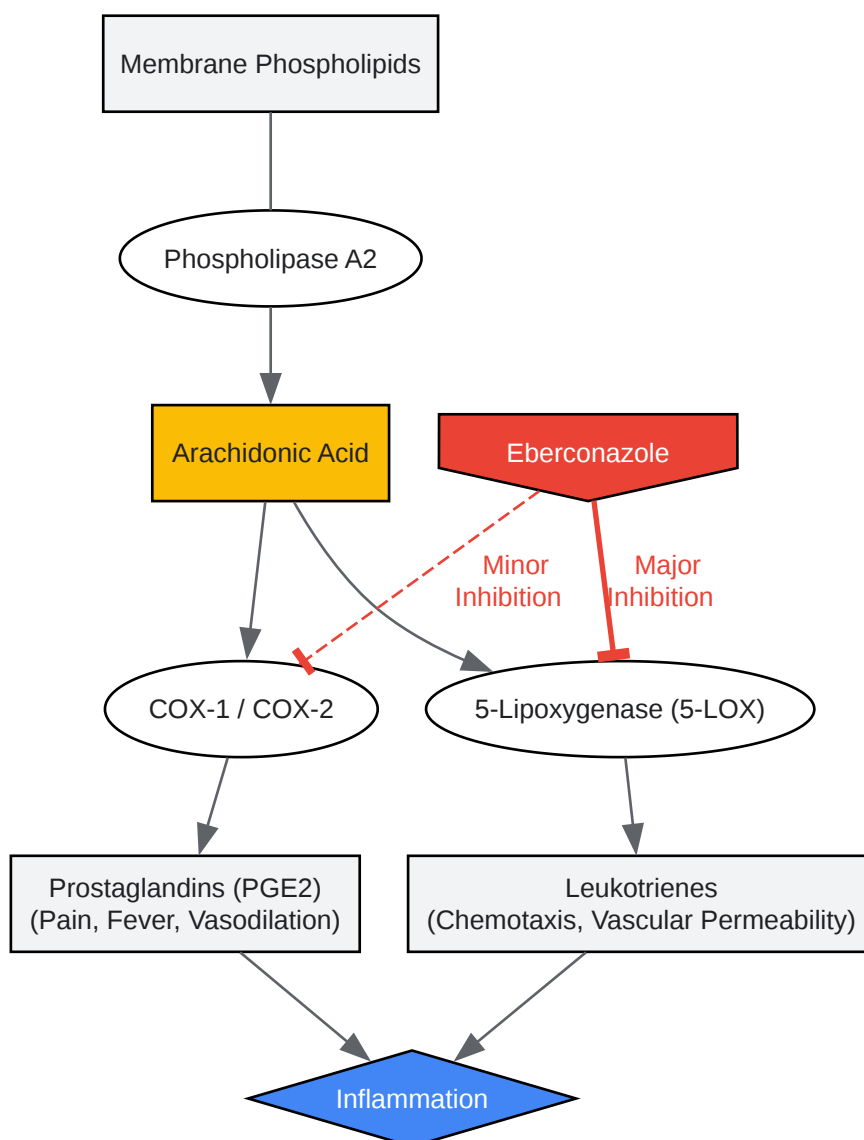 Membrane Phospholipids
Phospholipase A2
Arachidonic Acid
Eberconazole
Minor
Inhibition
Major
Inhibition
COX-1 / COX-2
5-Lipoxygenase (5-LOX)
Prostaglandins (PGE2)
(Pain, Fever, Vasodilation)
Leukotrienes
(Chemotaxis, Vascular Permeability)
Inflammation